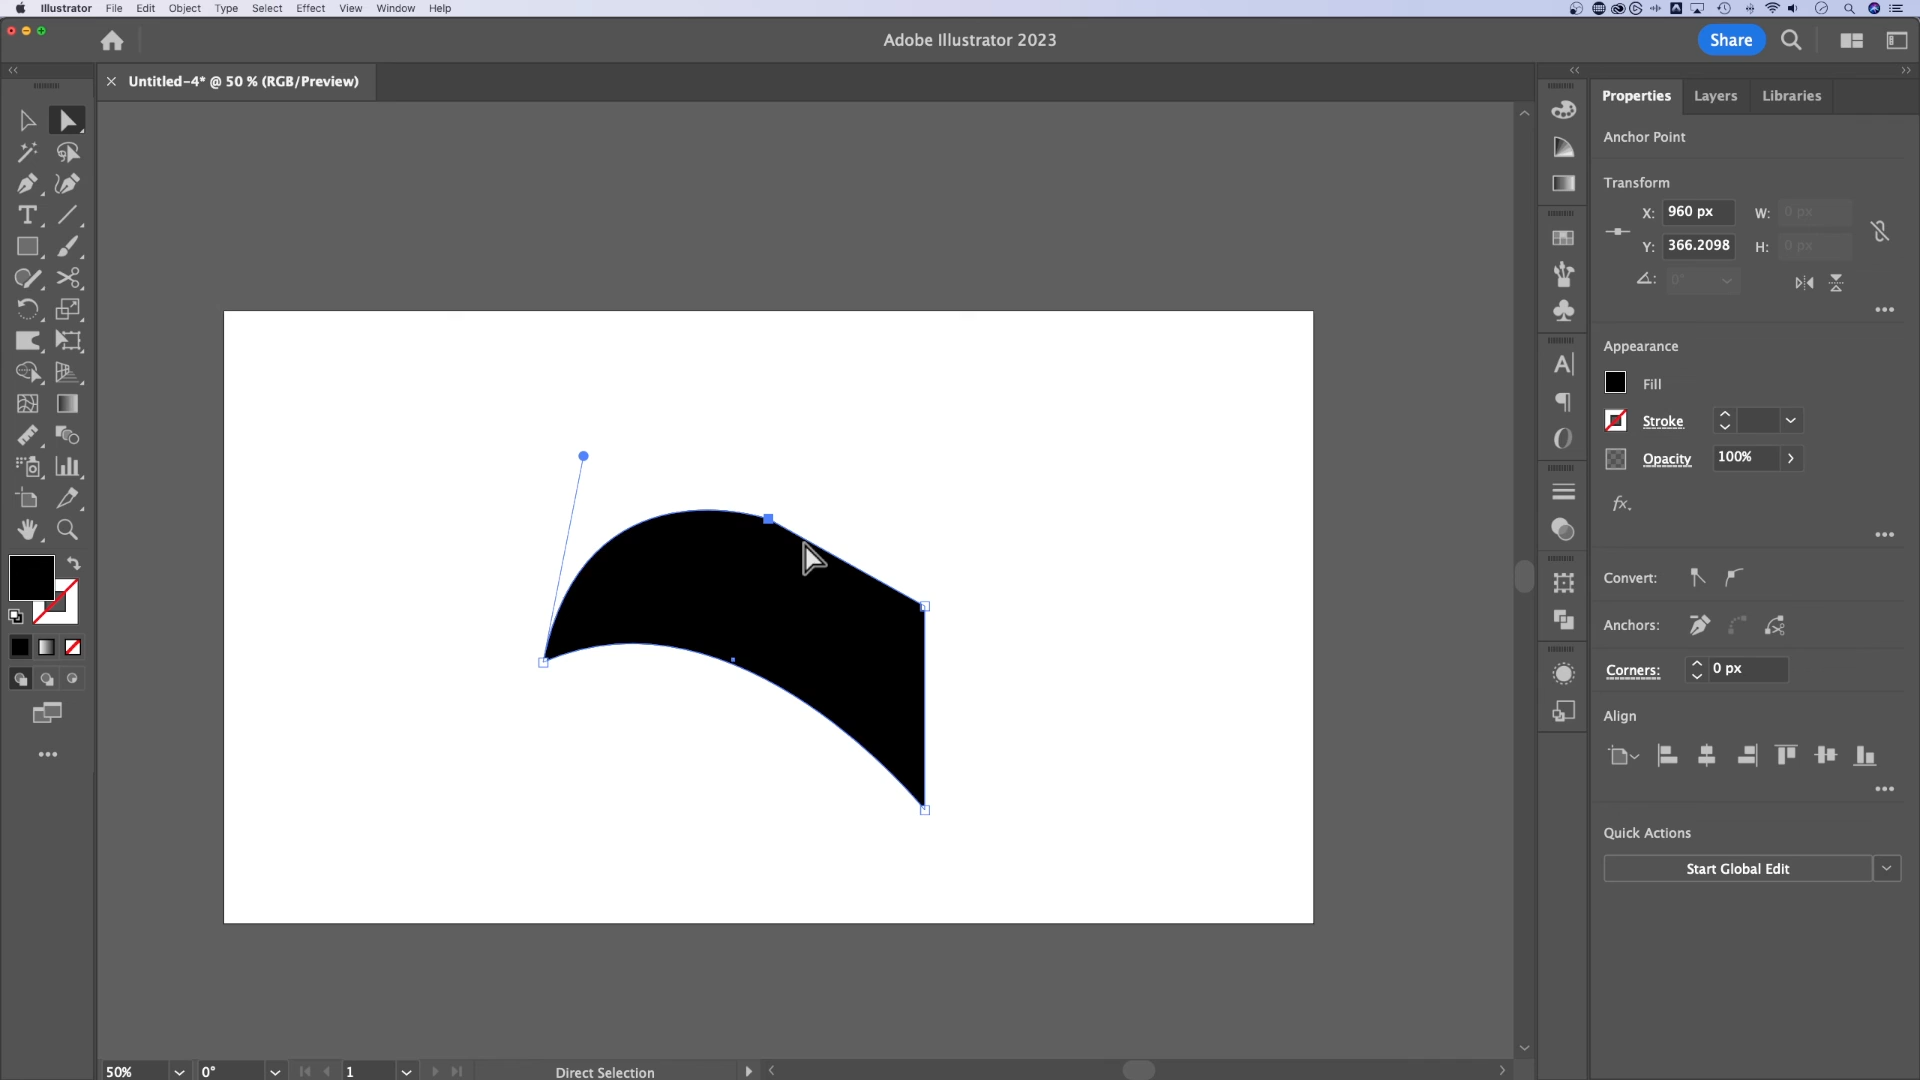 Illustrator File Edit Object Type Select Effect View Window Help
Adobe Illustrator 2023
Share
Untitled-4* @ 50 % (RGB/Preview)
Properties Layers Libraries
Anchor Point
Transform
X: 960 px W: 0 px
Y: 366.2098 H: 0 px
0°
Appearance
Fill
Stroke
Opacity 100%
fx.
Convert:
Anchors:
Corners: 0 px
Align
Quick Actions
Start Global Edit
50% 0° 1 Direct Selection